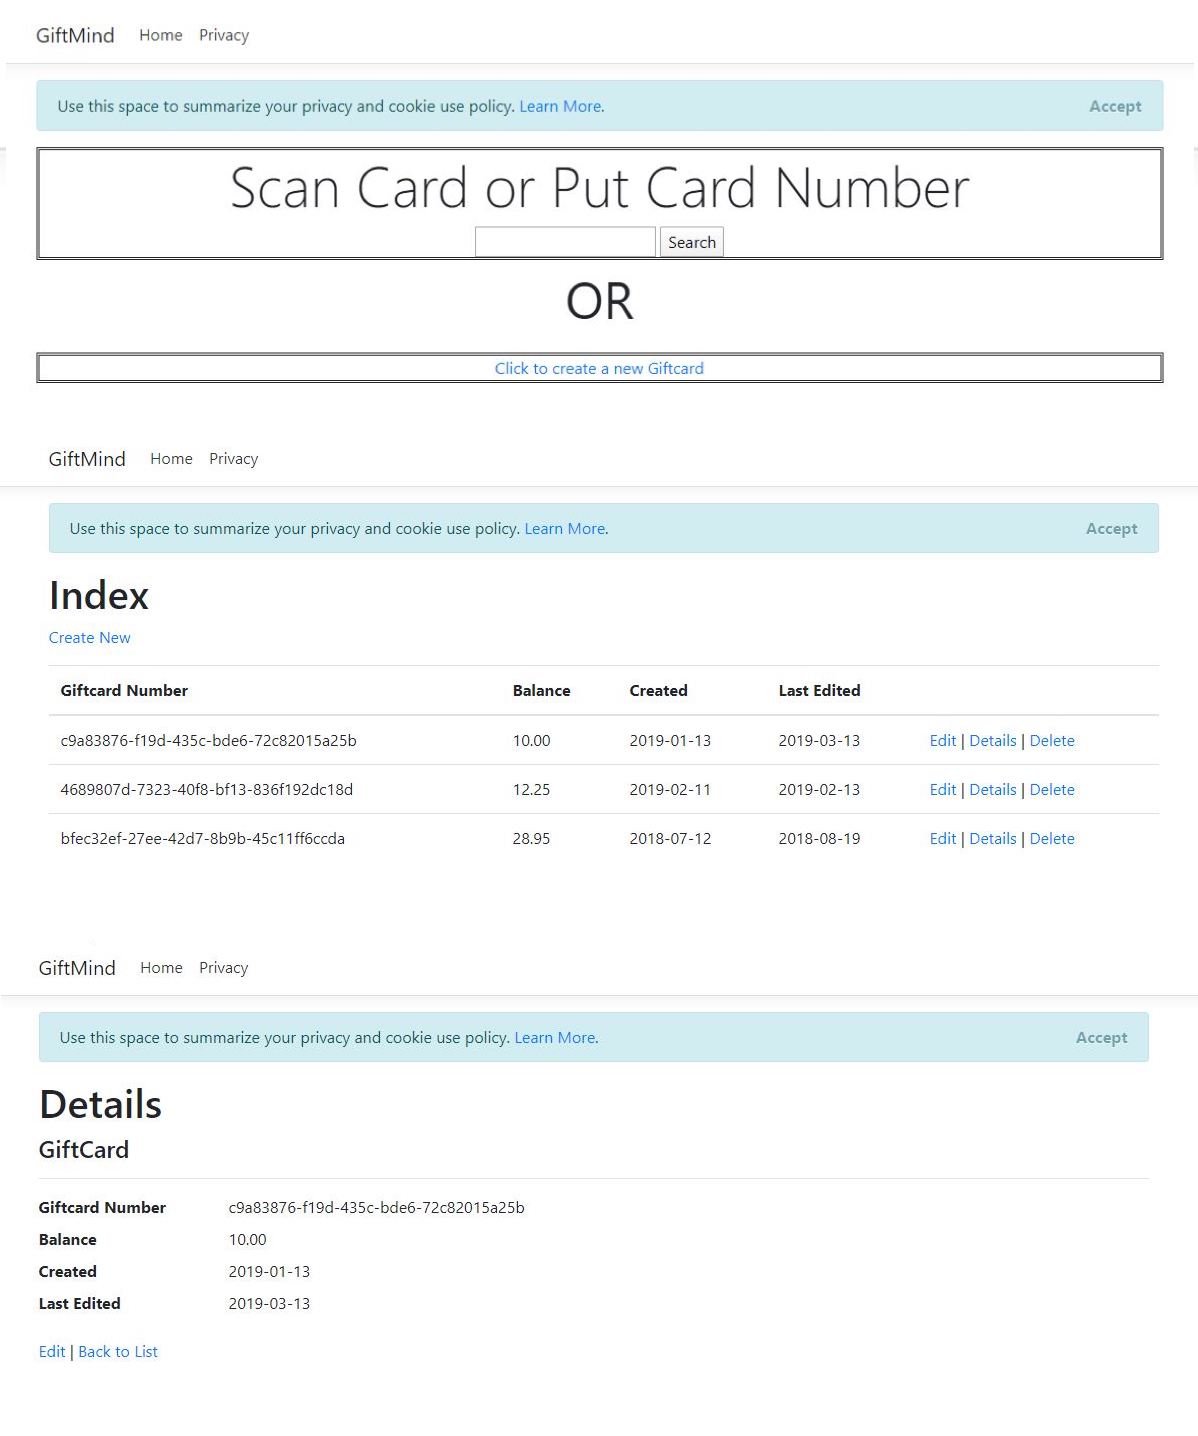 GiftMind Home Privacy
Use this space to summarize your privacy and cookie use policy. Learn More. Accept
Scan Card or Put Card Number
Search
OR
Click to create a new Giftcard
GiftMind Home Privacy
Use this space to summarize your privacy and cookie use policy. Learn More. Accept
Index
Create New
Giftcard Number Balance Created Last Edited
c9a83876-f19d-435c-bde6-72c82015a25b 10.00 2019-01-13 2019-03-13 Edit | Details | Delete
4689807d-7323-40f8-bf13-836f192dc18d 12.25 2019-02-11 2019-02-13 Edit | Details | Delete
bfec32ef-27ee-42d7-8b9b-45c11ff6ccda 28.95 2018-07-12 2018-08-19 Edit | Details | Delete
GiftMind Home Privacy
Use this space to summarize your privacy and cookie use policy. Learn More. Accept
Details
GiftCard
Giftcard Number c9a83876-f19d-435c-bde6-72c82015a25b
Balance 10.00
Created 2019-01-13
Last Edited 2019-03-13
Edit | Back to List